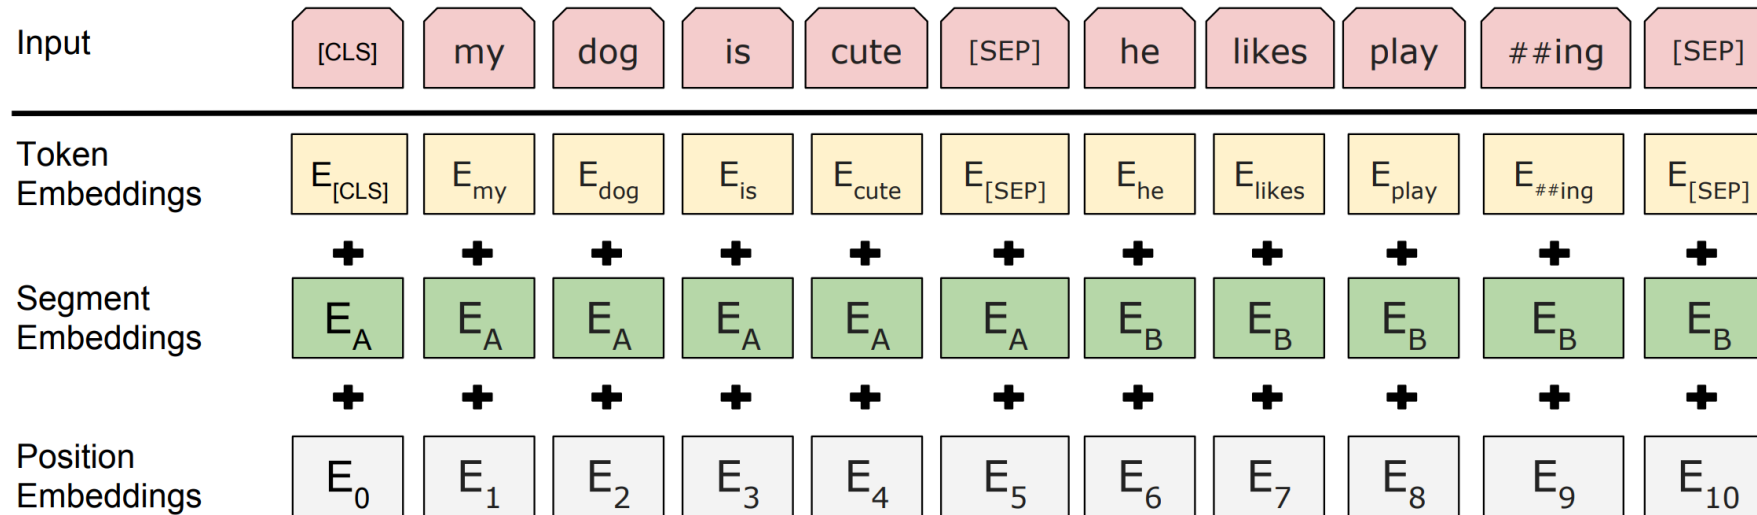 Input [CLS] my dog is cute [SEP] he likes play ##ing [SEP]
Token Embeddings E[CLS] Emy Edog Eis Ecute E[SEP] Ehe Elikes Eplay E##ing E[SEP]
+ + + + + + + + + + +
Segment Embeddings EA EA EA EA EA EA EB EB EB EB EB
+ + + + + + + + + + +
Position Embeddings E0 E1 E2 E3 E4 E5 E6 E7 E8 E9 E10